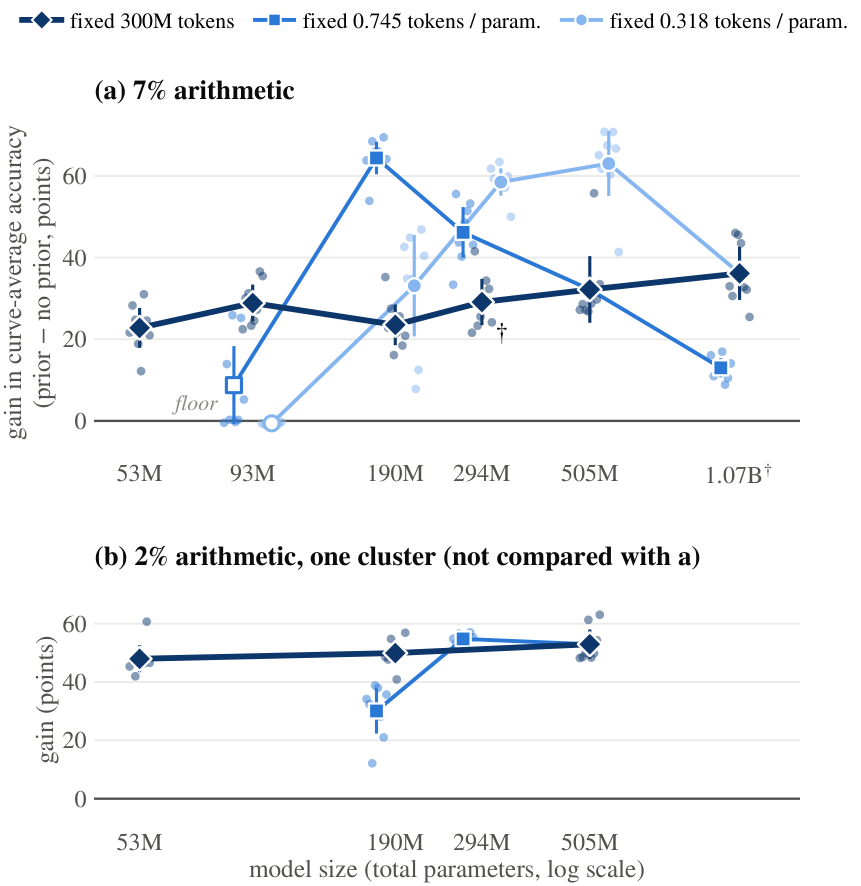 fixed 300M tokens fixed 0.745 tokens / param. fixed 0.318 tokens / param.
(a) 7% arithmetic
gain in curve-average accuracy
(prior − no prior, points)
60
40
20
0
†
floor
53M 93M 190M 294M 505M 1.07B†
(b) 2% arithmetic, one cluster (not compared with a)
gain (points)
60
40
20
0
53M 190M 294M 505M
model size (total parameters, log scale)